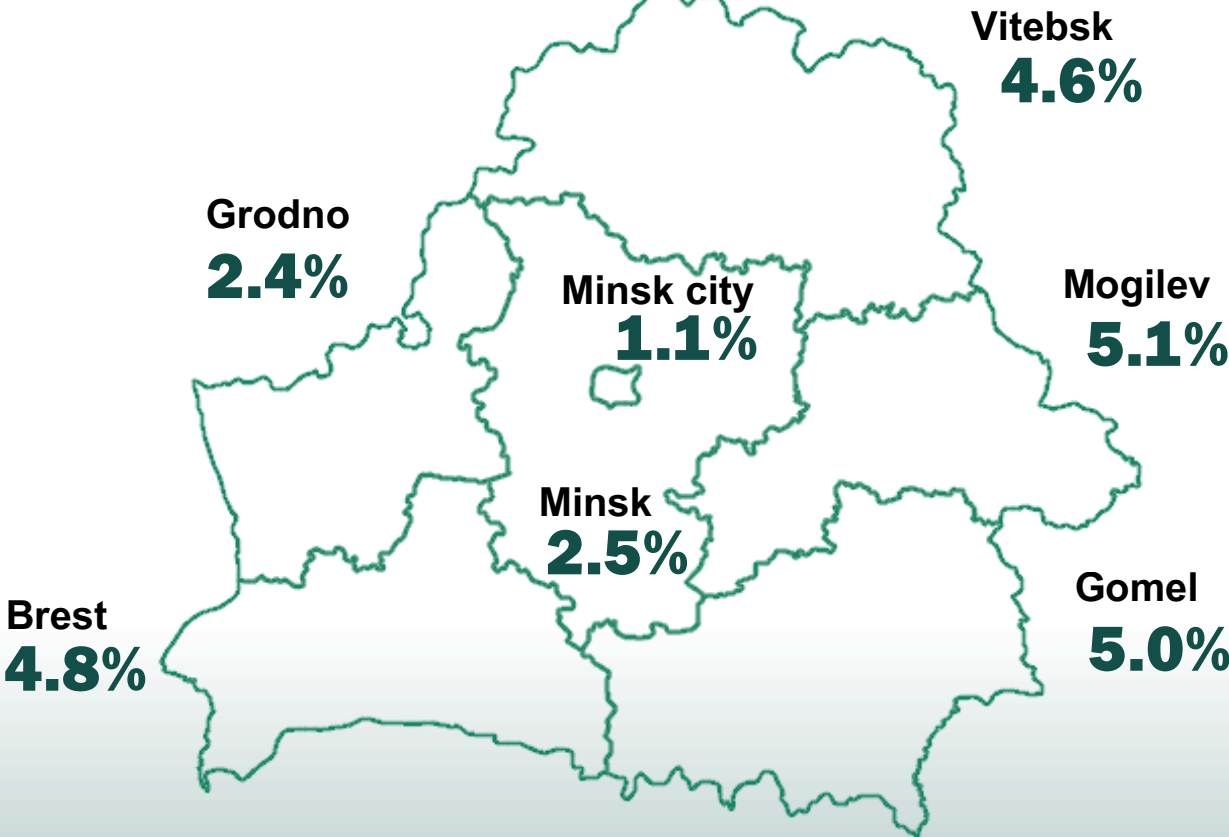 Vitebsk
4.6%
Grodno
2.4%
Minsk city
1.1%
Mogilev
5.1%
Minsk
2.5%
Gomel
5.0%
Brest
4.8%